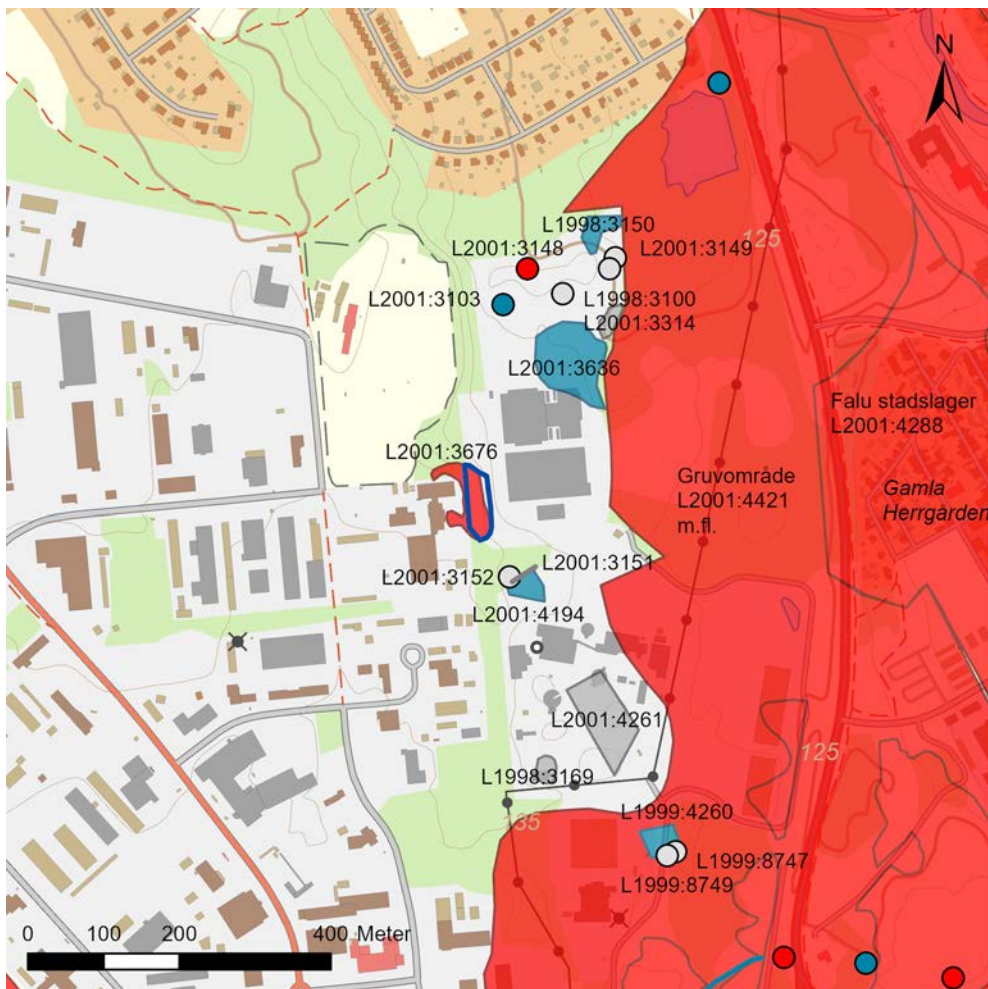 N
L1998:3150
L2001:3148
L2001:3149
125
L2001:3103
L1998:3100
L2001:3314
L2001:3636
Falu stadslager
L2001:4288
L2001:3676
Gruvområde
L2001:4421
m.fl.
Gamla
Herrgården
L2001:3151
L2001:3152
L2001:4194
L2001:4261
125
L1998:3169
135
L1999:4260
L1999:8747
L1999:8749
0 100 200 400 Meter